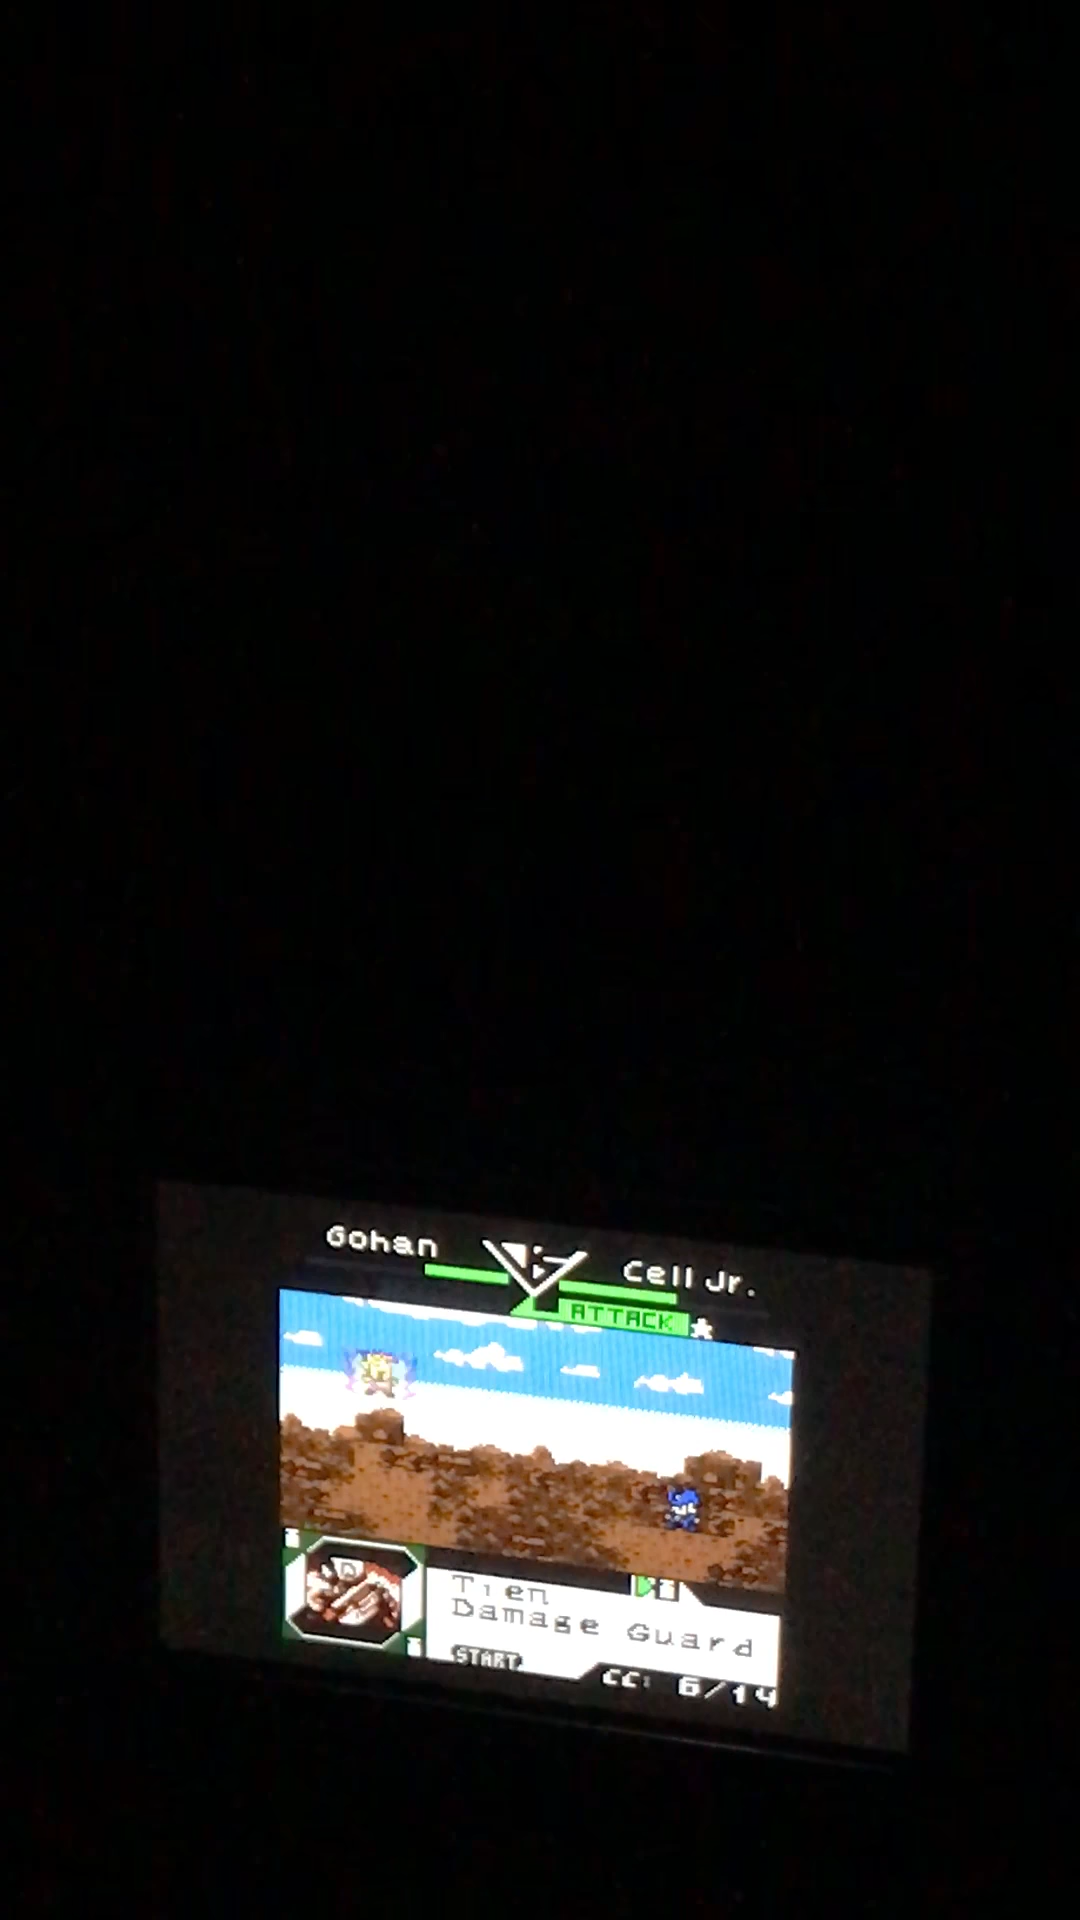 Gohan
Cell Jr.
ATTACK
Tien
Damage Guard
START
CC: 6/14